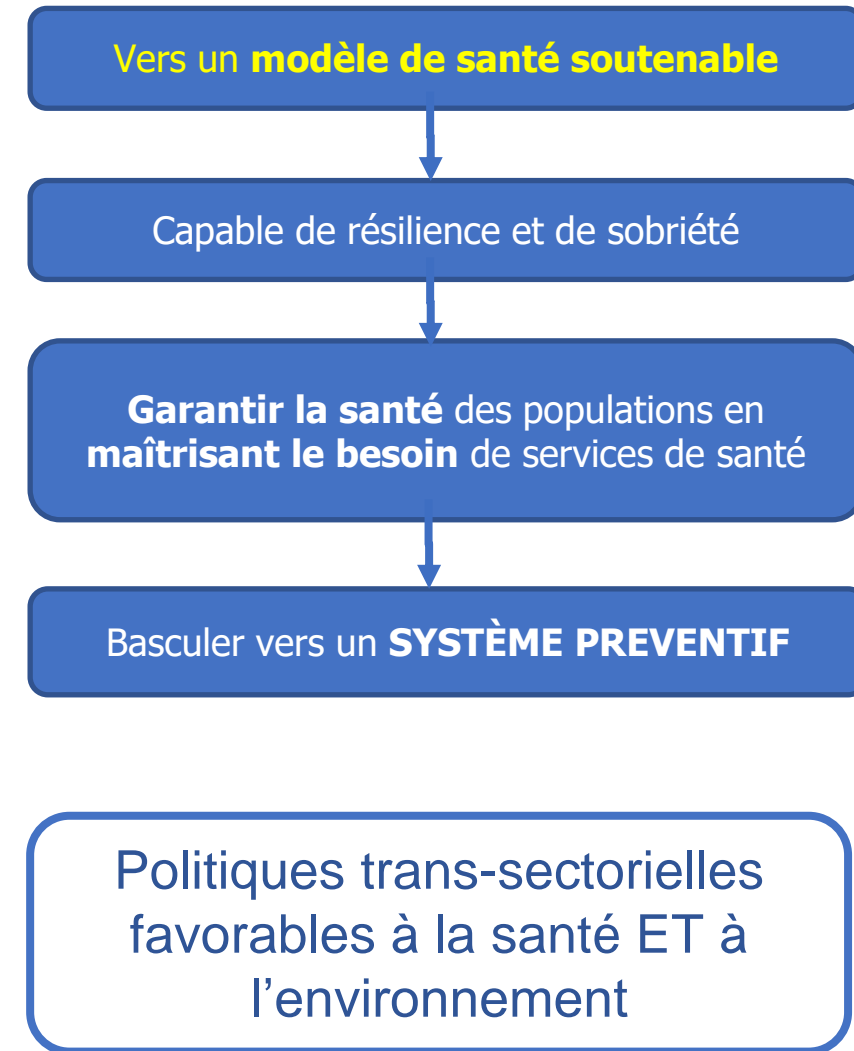 Vers un modèle de santé soutenable
Capable de résilience et de sobriété
Garantir la santé des populations en
maîtrisant le besoin de services de santé
Basculer vers un SYSTÈME PREVENTIF
Politiques trans-sectorielles
favorables à la santé ET à
l’environnement